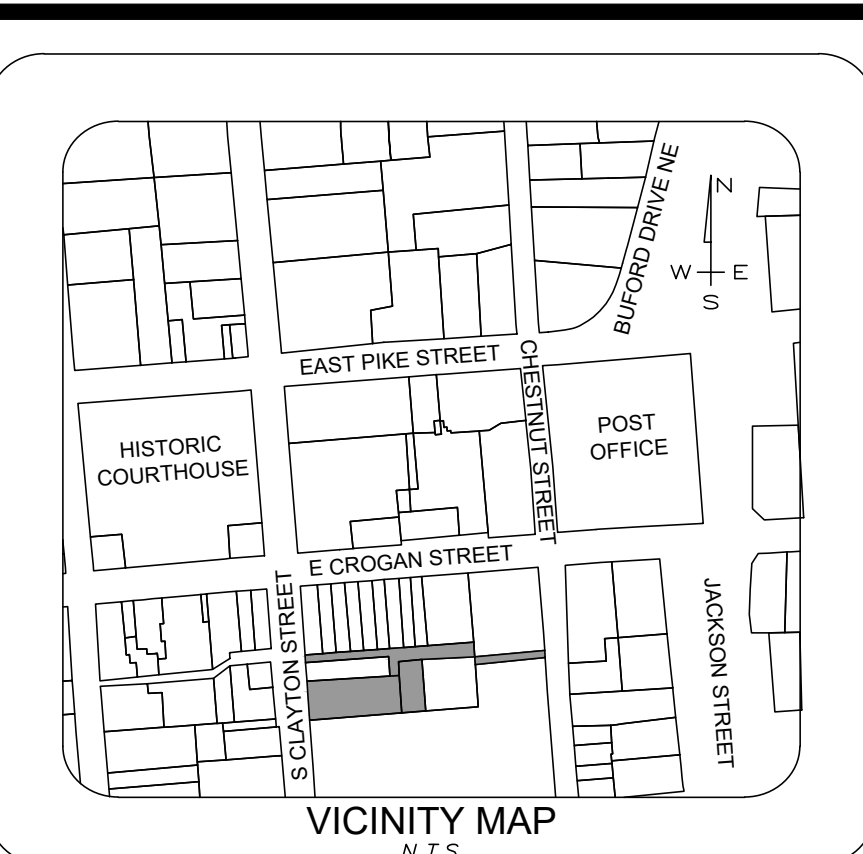 BUFORD DRIVE NE
N
W E
S
EAST PIKE STREET
CHESTNUT STREET
HISTORIC
COURTHOUSE
POST
OFFICE
E CROGAN STREET
S CLAYTON STREET
JACKSON STREET
VICINITY MAP
N.T.S.